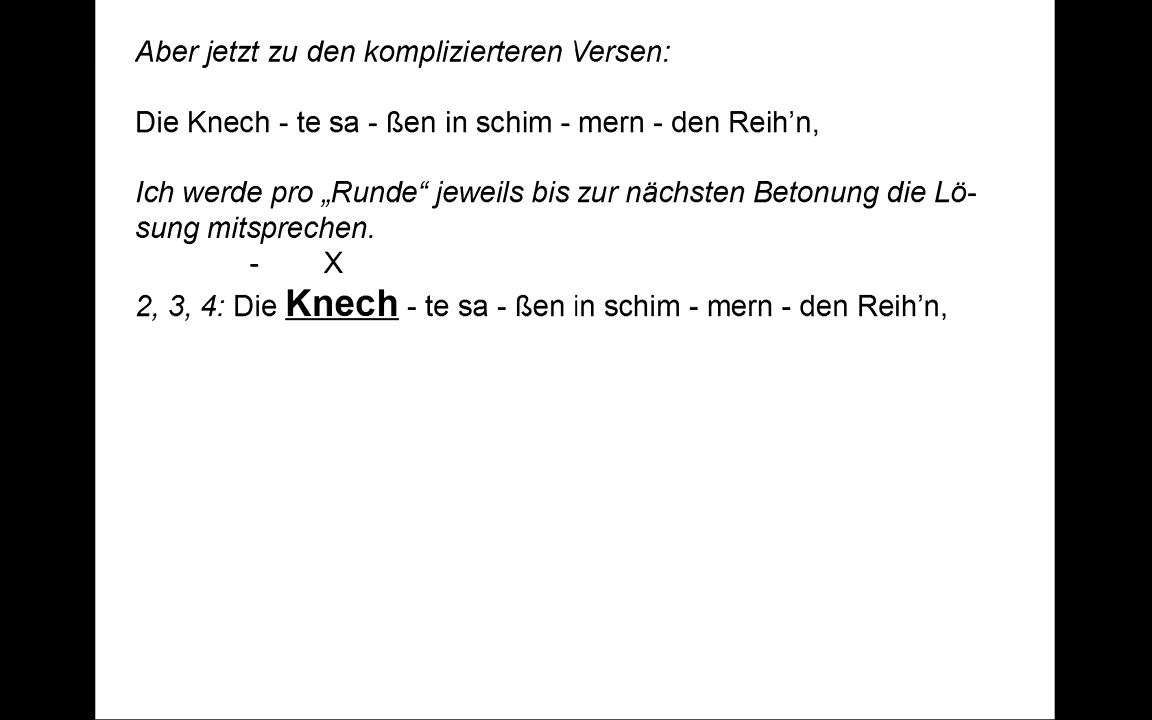 Aber jetzt zu den komplizierteren Versen:
Die Knech - te sa - ßen in schim - mern - den Reih’n,
Ich werde pro „Runde“ jeweils bis zur nächsten Betonung die Lö-
sung mitsprechen.
- X
2, 3, 4: Die Knech - te sa - ßen in schim - mern - den Reih’n,